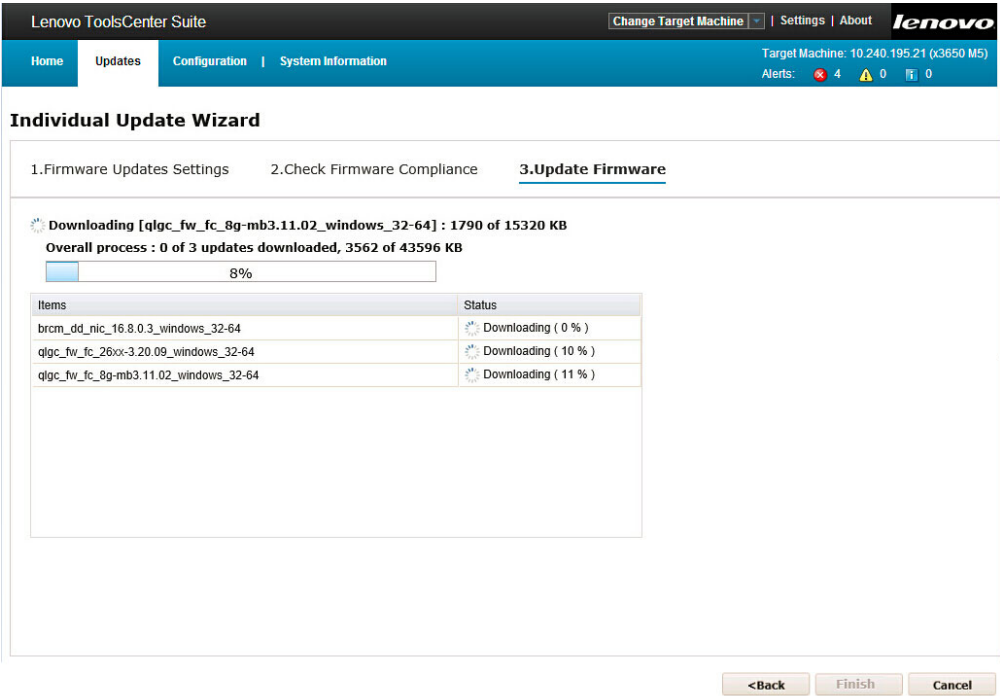 Lenovo ToolsCenter Suite
Change Target Machine | Settings | About
lenovo
Home Updates Configuration | System Information
Target Machine: 10.240.195.21 (x3650 M5)
Alerts: 4 0 0
Individual Update Wizard
1.Firmware Updates Settings 2.Check Firmware Compliance 3.Update Firmware
Downloading [qlgc_fw_fc_8g-mb3.11.02_windows_32-64] : 1790 of 15320 KB
Overall process : 0 of 3 updates downloaded, 3562 of 43596 KB
8%
Items Status
brcm_dd_nic_16.8.0.3_windows_32-64 Downloading ( 0 % )
qlgc_fw_fc_26xx-3.20.09_windows_32-64 Downloading ( 10 % )
qlgc_fw_fc_8g-mb3.11.02_windows_32-64 Downloading ( 11 % )
<Back Finish Cancel